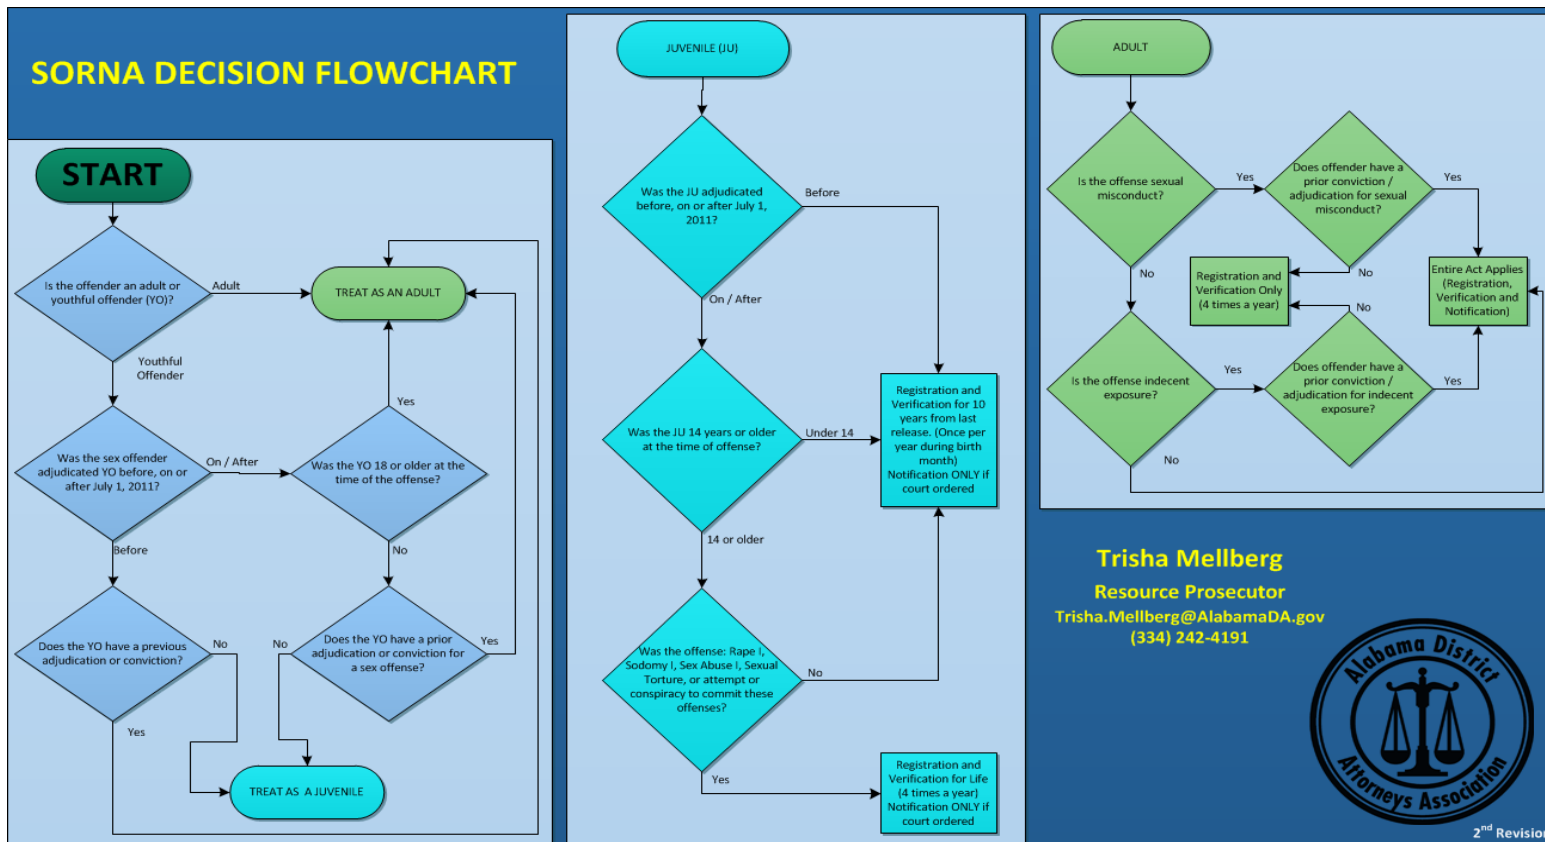 SORNA DECISION FLOWCHART
START
Is the offender an adult or
youthful offender (YO)?
Adult
TREAT AS AN ADULT
Youthful
Offender
Yes
Was the sex offender
adjudicated YO before, on or
after July 1, 2011?
On / After
Was the YO 18 or older at the
time of the offense?
Before
No
Does the YO have a previous
adjudication or conviction?
No
No
Does the YO have a prior
adjudication or conviction for
a sex offense?
Yes
Yes
TREAT AS A JUVENILE
JUVENILE (JU)
Was the JU adjudicated
before, on or after July 1,
2011?
Before
On / After
Was the JU 14 years or older
at the time of offense?
Under 14
Registration and
Verification for 10
years from last
release. (Once per
year during birth
month)
Notification ONLY if
court ordered
14 or older
Was the offense: Rape I,
Sodomy I, Sex Abuse I, Sexual
Torture, or attempt or
conspiracy to commit these
offenses?
No
Yes
Registration and
Verification for Life
(4 times a year)
Notification ONLY if
court ordered
ADULT
Is the offense sexual
misconduct?
Yes
Does offender have a
prior conviction /
adjudication for sexual
misconduct?
Yes
No
No
Registration and
Verification Only
(4 times a year)
Entire Act Applies
(Registration,
Verification and
Notification)
No
Is the offense indecent
exposure?
Yes
Does offender have a
prior conviction /
adjudication for indecent
exposure?
Yes
No
Trisha Mellberg
Resource Prosecutor
Trisha.Mellberg@AlabamaDA.gov
(334) 242-4191
Alabama District
Attorneys Association
2nd Revision